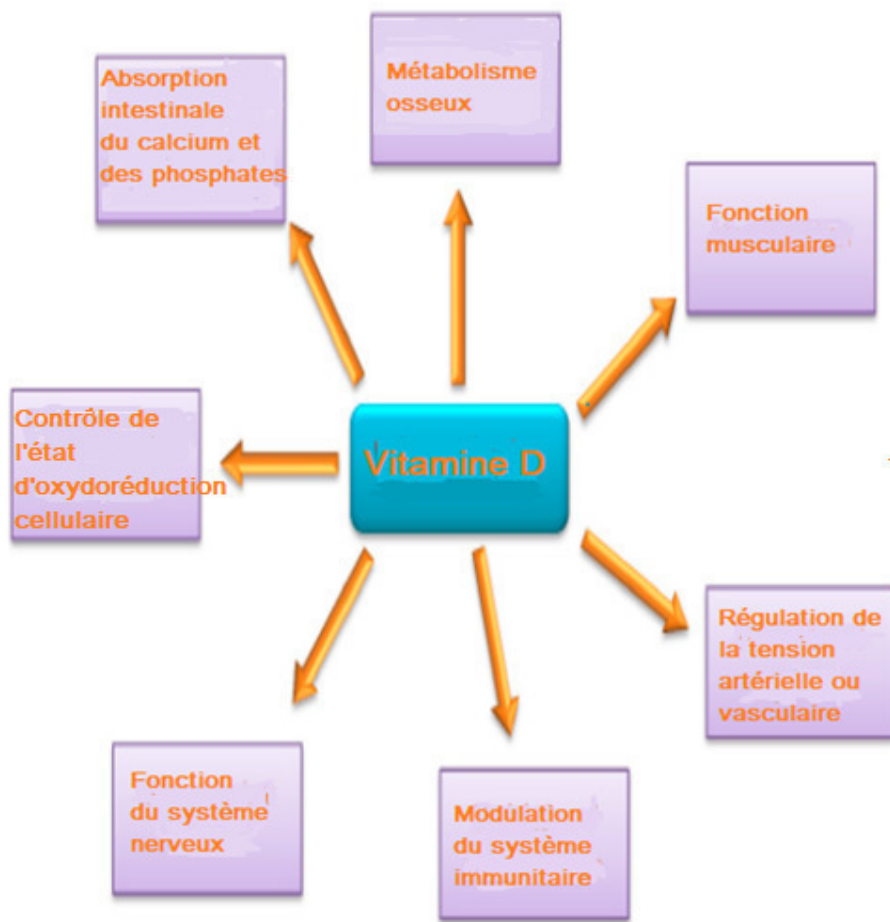 Métabolisme
osseux
Absorption
intestinale
du calcium et
des phosphates
Fonction
musculaire
Contrôle de
l'état
d'oxydoréduction
cellulaire
Vitamine D
Régulation de
la tension
artérielle ou
vasculaire
Fonction
du système
nerveux
Modulation
du système
immunitaire